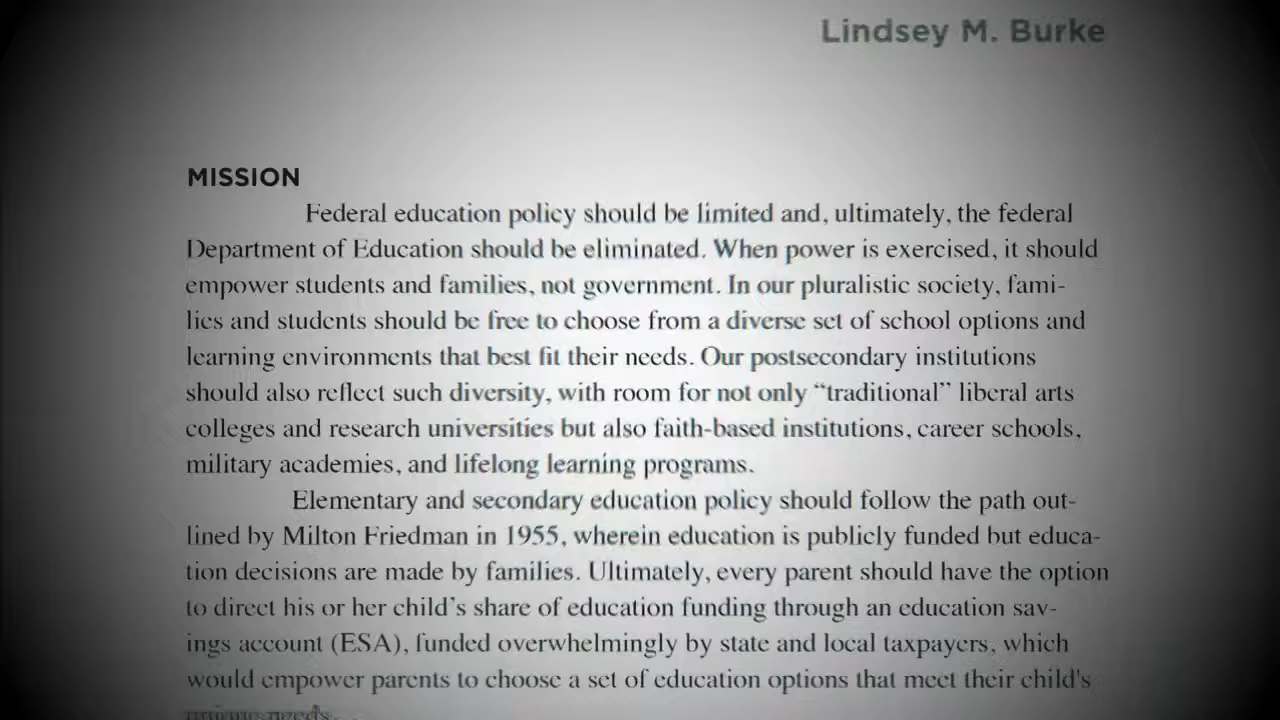 Lindsey M. Burke
MISSION
Federal education policy should be limited and, ultimately, the federal
Department of Education should be eliminated. When power is exercised, it should
empower students and families, not government. In our pluralistic society, fami-
lies and students should be free to choose from a diverse set of school options and
learning environments that best fit their needs. Our postsecondary institutions
should also reflect such diversity, with room for not only “traditional” liberal arts
colleges and research universities but also faith-based institutions, career schools,
military academies, and lifelong learning programs.
Elementary and secondary education policy should follow the path out-
lined by Milton Friedman in 1955, wherein education is publicly funded but educa-
tion decisions are made by families. Ultimately, every parent should have the option
to direct his or her child’s share of education funding through an education sav-
ings account (ESA), funded overwhelmingly by state and local taxpayers, which
would empower parents to choose a set of education options that meet their child's
needs.